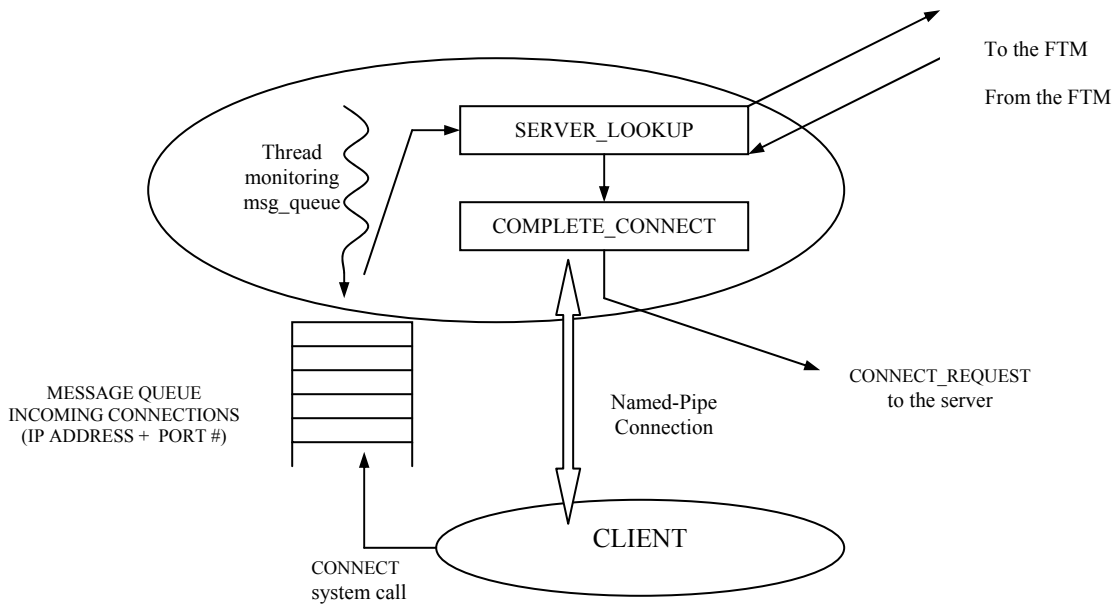 To the FTM
From the FTM
SERVER_LOOKUP
Thread
monitoring
msg_queue
COMPLETE_CONNECT
MESSAGE QUEUE
INCOMING CONNECTIONS
(IP ADDRESS + PORT #)
Named-Pipe
Connection
CONNECT_REQUEST
to the server
CLIENT
CONNECT
system call